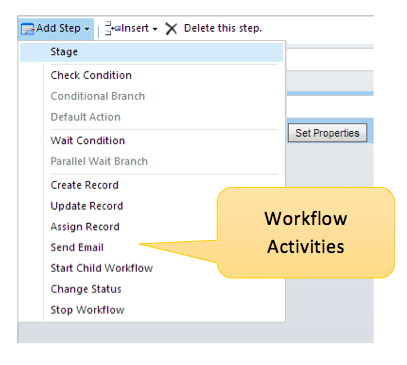 Add Step Insert Delete this step.
Stage
Check Condition
Conditional Branch
Default Action
Wait Condition
Set Properties
Parallel Wait Branch
Create Record
Update Record
Assign Record
Send Email
Start Child Workflow
Change Status
Stop Workflow
Workflow
Activities